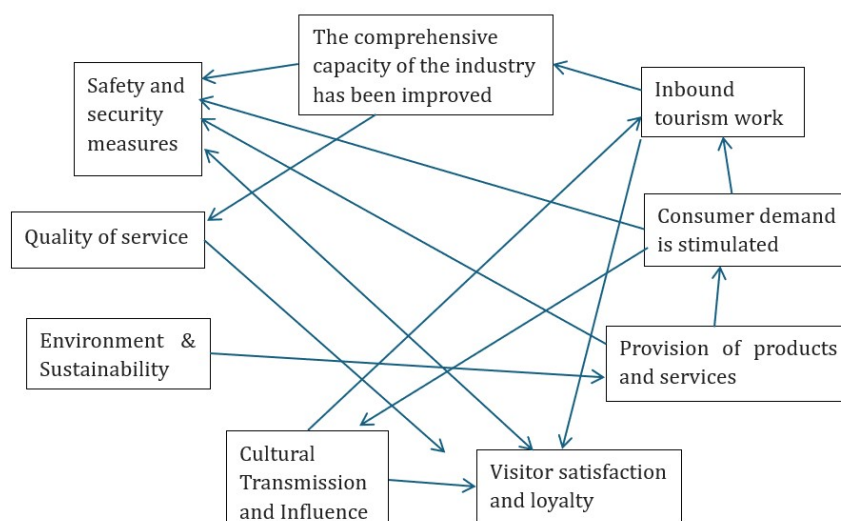 The comprehensive
capacity of the industry
has been improved
Safety and
security
measures
Inbound
tourism work
Quality of service
Consumer demand
is stimulated
Environment &
Sustainability
Provision of products
and services
Cultural
Transmission
and Influence
Visitor satisfaction
and loyalty